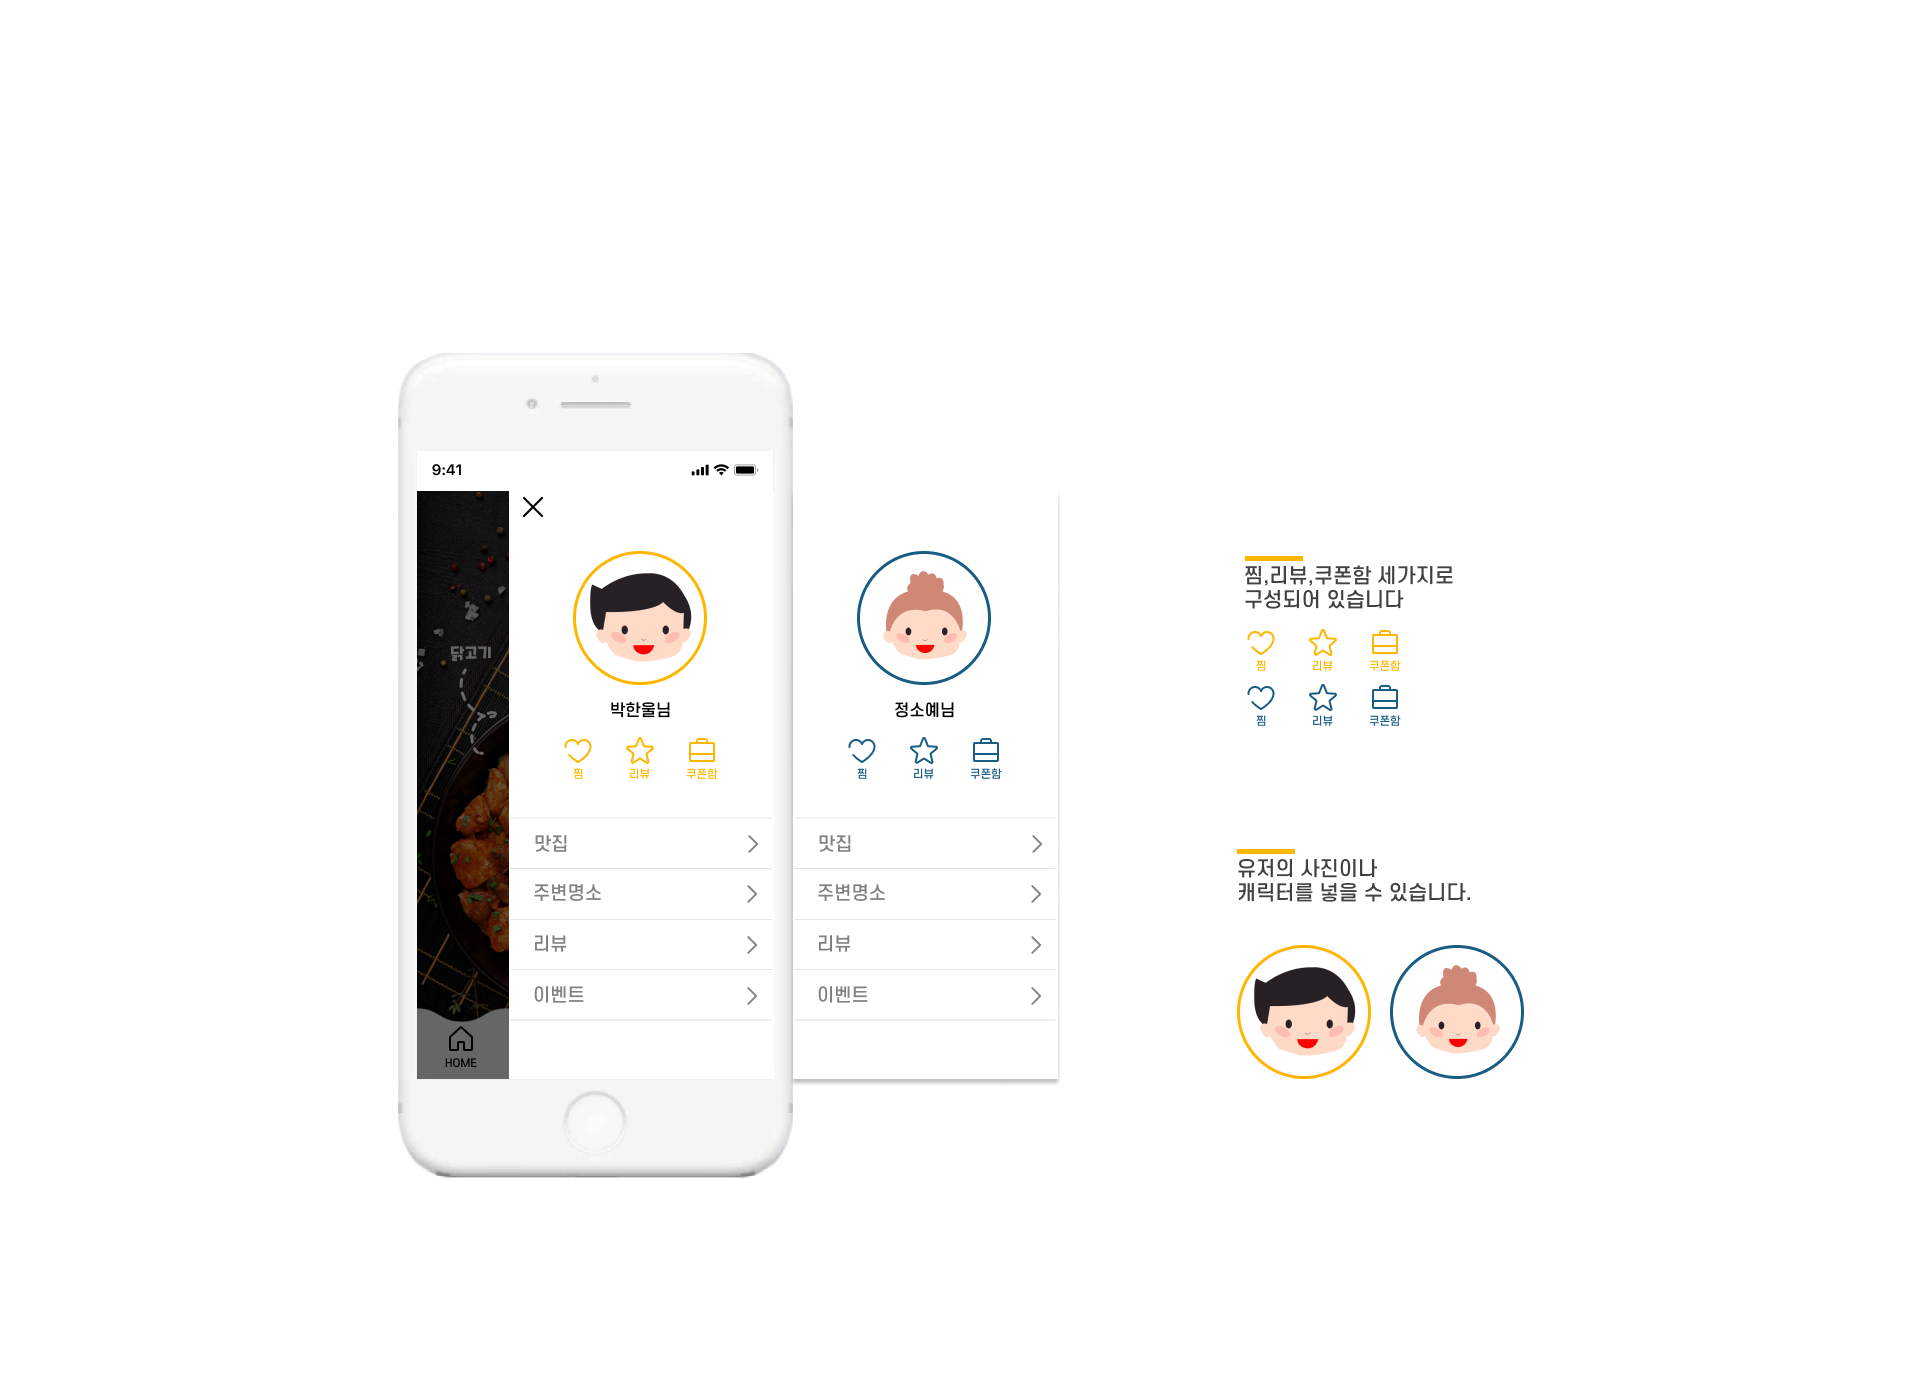 9:41
닭고기
HOME
박한울님
찜
리뷰
쿠폰함
맛집
주변명소
리뷰
이벤트
정소예님
찜
리뷰
쿠폰함
맛집
주변명소
리뷰
이벤트
찜,리뷰,쿠폰함 세가지로
구성되어 있습니다
찜
리뷰
쿠폰함
찜
리뷰
쿠폰함
유저의 사진이나
캐릭터를 넣을 수 있습니다.